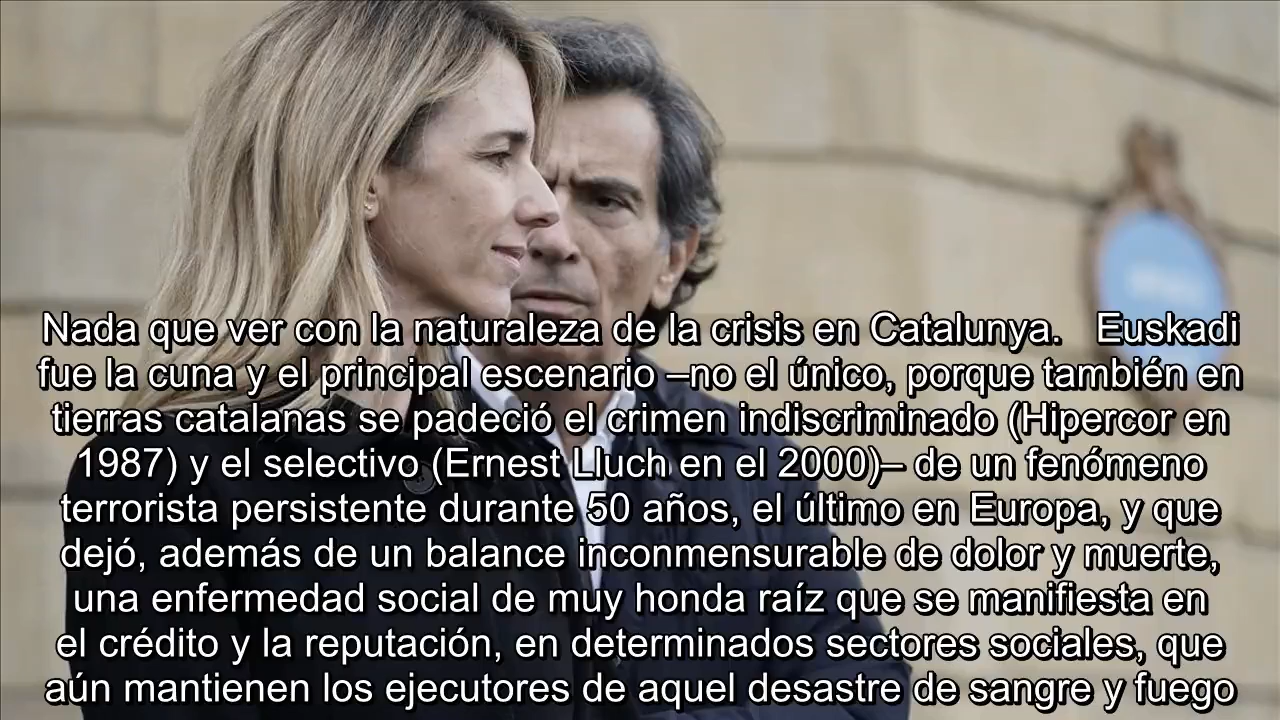 Nada que ver con la naturaleza de la crisis en Catalunya.   Euskadi
fue la cuna y el principal escenario –no el único, porque también en
tierras catalanas se padeció el crimen indiscriminado (Hipercor en
1987) y el selectivo (Ernest Lluch en el 2000)– de un fenómeno
terrorista persistente durante 50 años, el último en Europa, y que
dejó, además de un balance inconmensurable de dolor y muerte,
una enfermedad social de muy honda raíz que se manifiesta en
el crédito y la reputación, en determinados sectores sociales, que
aún mantienen los ejecutores de aquel desastre de sangre y fuego